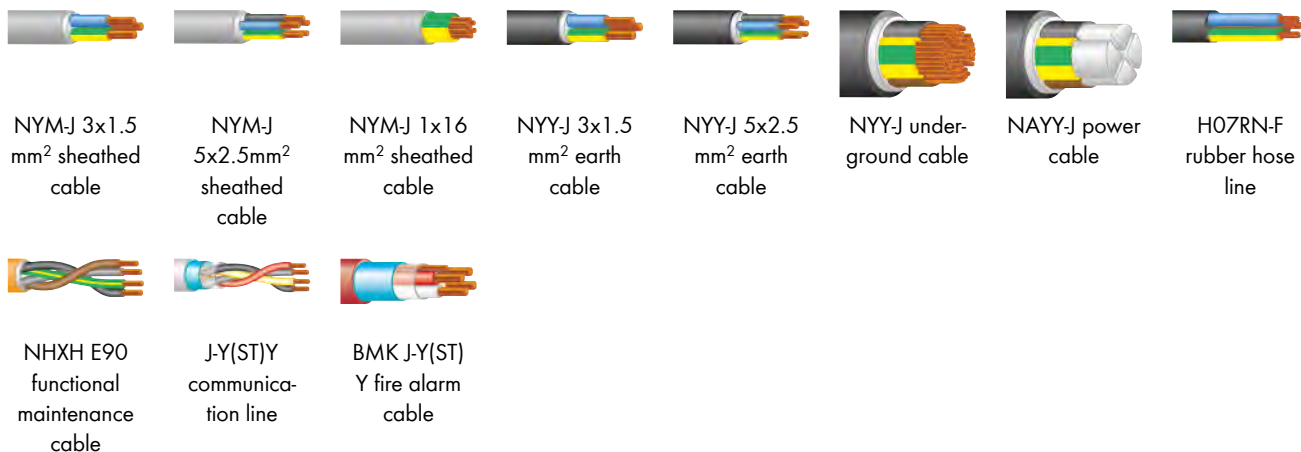 NYM-J 3x1.5
mm² sheathed
cable
NYM-J
5x2.5mm²
sheathed
cable
NYM-J 1x16
mm² sheathed
cable
NYY-J 3x1.5
mm² earth
cable
NYY-J 5x2.5
mm² earth
cable
NYY-J under-
ground cable
NAYY-J power
cable
H07RN-F
rubber hose
line
NHXH E90
functional
maintenance
cable
J-Y(ST)Y
communica-
tion line
BMK J-Y(ST)
Y fire alarm
cable